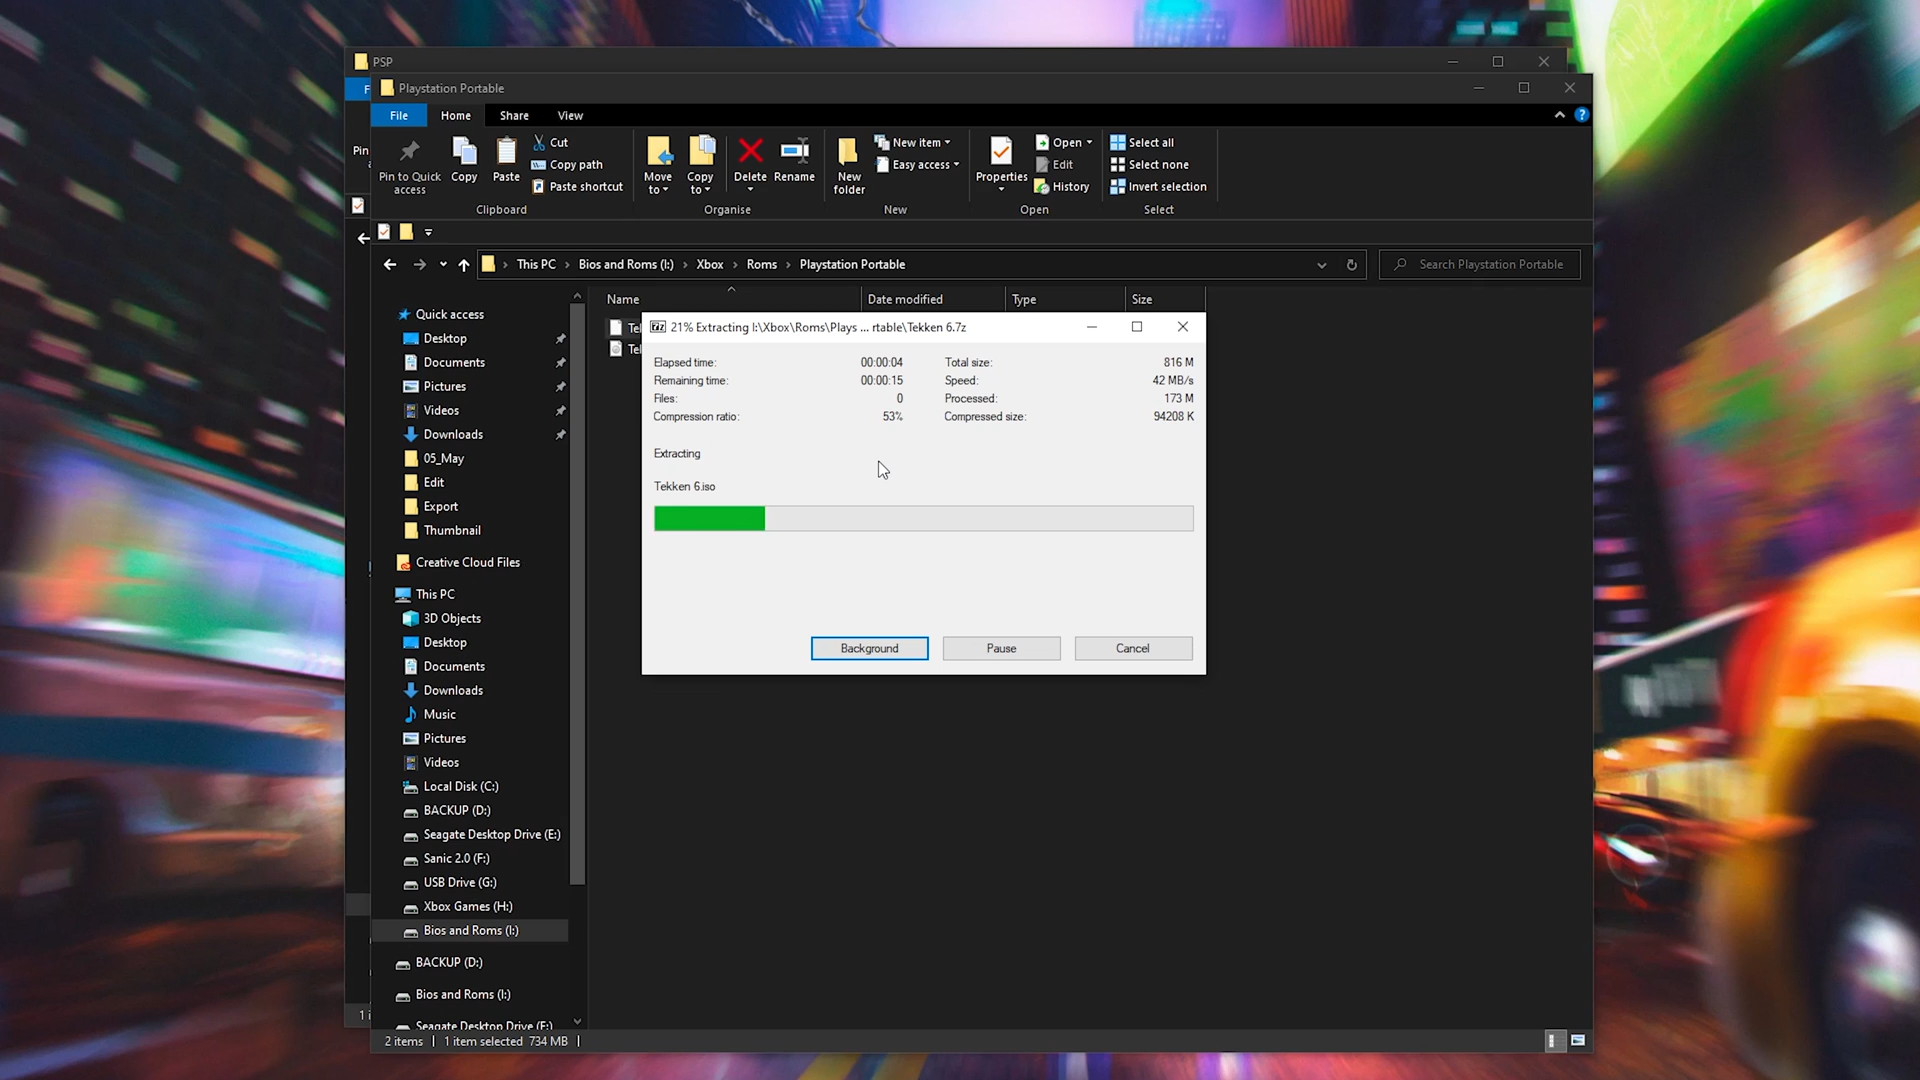 PSP
Playstation Portable
File
Home
Share
View
Pin to Quick access
Copy
Paste
Cut
Copy path
Paste shortcut
Clipboard
Move to
Copy to
Delete
Rename
Organise
New folder
New item
Easy access
New
Properties
Open
Edit
History
Open
Select all
Select none
Invert selection
Select
This PC
Bios and Roms (I:)
Xbox
Roms
Playstation Portable
Search Playstation Portable
Name
Date modified
Type
Size
Quick access
Desktop
Documents
Pictures
Videos
Downloads
05_May
Edit
Export
Thumbnail
Creative Cloud Files
This PC
3D Objects
Desktop
Documents
Downloads
Music
Pictures
Videos
Local Disk (C:)
BACKUP (D:)
Seagate Desktop Drive (E:)
Sanic 2.0 (F:)
USB Drive (G:)
Xbox Games (H:)
Bios and Roms (I:)
BACKUP (D:)
Bios and Roms (I:)
Seagate Desktop Drive (E:)
21% Extracting I:\Xbox\Roms\Plays ... rtable\Tekken 6.7z
Elapsed time: 00:00:04 Total size: 816 M
Remaining time: 00:00:15 Speed: 42 MB/s
Files: 0 Processed: 173 M
Compression ratio: 53% Compressed size: 94208 K
Extracting
Tekken 6.iso
Background
Pause
Cancel
2 items
1 item selected 734 MB